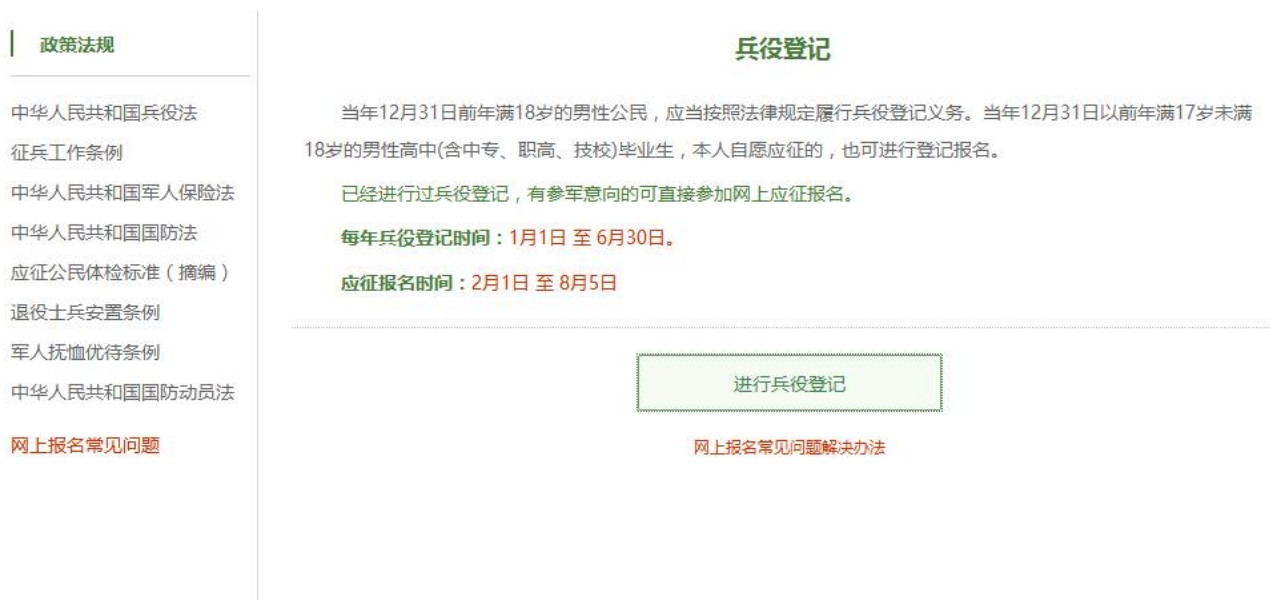 政策法规
中华人民共和国兵役法
征兵工作条例
中华人民共和国军人保险法
中华人民共和国国防法
应征公民体检标准（摘编）
退役士兵安置条例
军人抚恤优待条例
中华人民共和国国防动员法
网上报名常见问题
兵役登记
当年12月31日前年满18岁的男性公民，应当按照法律规定履行兵役登记义务。当年12月31日以前年满17岁未满
18岁的男性高中(含中专、职高、技校)毕业生，本人自愿应征的，也可进行登记报名。
已经进行过兵役登记，有参军意向的可直接参加网上应征报名。
每年兵役登记时间：1月1日 至 6月30日。
应征报名时间：2月1日 至 8月5日
进行兵役登记
网上报名常见问题解决办法